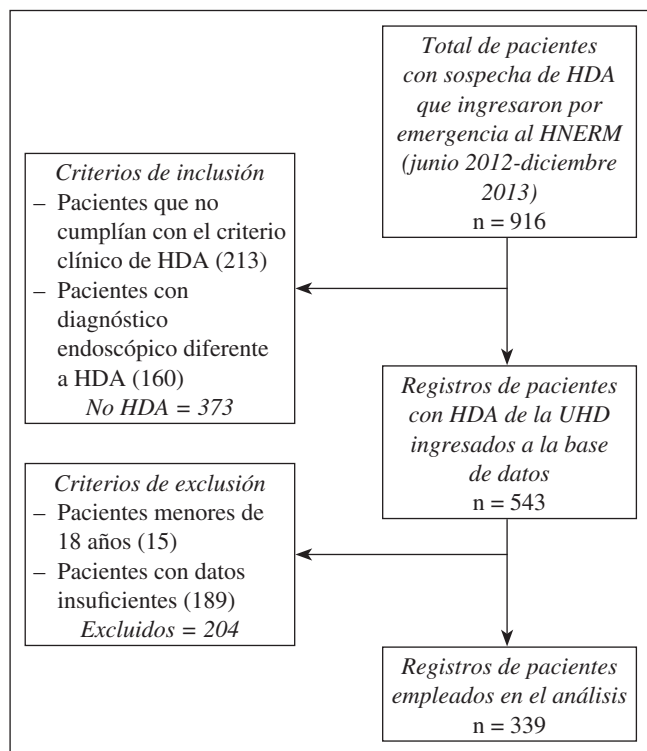 Total de pacientes
con sospecha de HDA
que ingresaron por
emergencia al HNERM
(junio 2012-diciembre
2013)
n = 916
Criterios de inclusión
– Pacientes que no
cumplían con el criterio
clínico de HDA (213)
– Pacientes con
diagnóstico
endoscópico diferente
a HDA (160)
No HDA = 373
Registros de pacientes
con HDA de la UHD
ingresados a la base
de datos
n = 543
Criterios de exclusión
– Pacientes menores de
18 años (15)
– Pacientes con datos
insuficientes (189)
Excluidos = 204
Registros de pacientes
empleados en el análisis
n = 339